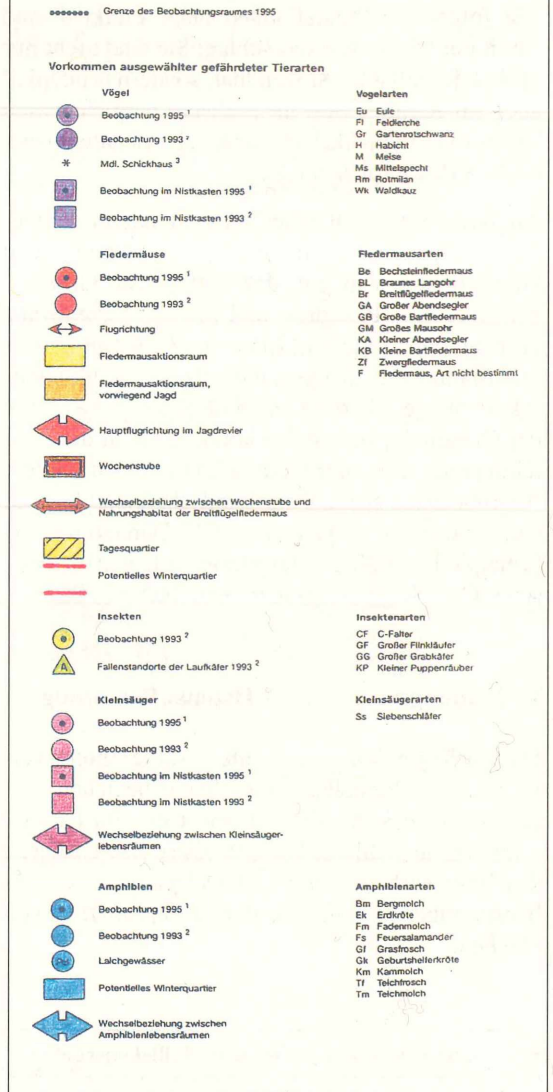 Grenze des Beobachtungsraumes 1995
Vorkommen ausgewählter gefährdeter Tierarten
Vögel
Beobachtung 1995 ¹
Beobachtung 1993 ²
* Mdl. Schickhaus ³
Beobachtung im Nistkasten 1995 ¹
Beobachtung im Nistkasten 1993 ²
Vogelarten
Eu Eule
Fl Feldlerche
Gr Gartenrotschwanz
H Habicht
M Meise
Ms Mittelspecht
Rm Rotmilan
Wk Waldkauz
Fledermäuse
Beobachtung 1995 ¹
Beobachtung 1993 ²
Flugrichtung
Fledermausaktionsraum
Fledermausaktionsraum,
vorwiegend Jagd
Hauptflugrichtung im Jagdrevier
Wochenstube
Wechselbeziehung zwischen Wochenstube und
Nahrungshabitat der Breitflügelfledermaus
Tagesquartier
Potentielles Winterquartier
Fledermausarten
Be Bechsteinfledermaus
BL Braunes Langohr
Br Breitflügelfledermaus
GA Großer Abendsegler
GB Große Bartfledermaus
GM Großes Mausohr
KA Kleiner Abendsegler
KB Kleine Bartfledermaus
Zf Zwergfledermaus
F Fledermaus, Art nicht bestimmt
Insekten
Beobachtung 1993 ²
A Fallenstandorte der Laufkäfer 1993 ²
Insektenarten
CF C-Falter
GF Großer Flinkläufer
GG Großer Grabkäfer
KP Kleiner Puppenräuber
Kleinsäuger
Beobachtung 1995 ¹
Beobachtung 1993 ²
Beobachtung im Nistkasten 1995 ¹
Beobachtung im Nistkasten 1993 ²
Wechselbeziehung zwischen Kleinsäuger-
lebensräumen
Kleinsäugerarten
Ss Siebenschläfer
Amphibien
Beobachtung 1995 ¹
Beobachtung 1993 ²
Laichgewässer
Potentielles Winterquartier
Wechselbeziehung zwischen
Amphibienlebensräumen
Amphibienarten
Bm Bergmolch
Ek Erdkröte
Fm Fadenmolch
Fs Feuersalamander
Gf Grasfrosch
Gk Geburtshelferkröte
Km Kammolch
Tf Teichfrosch
Tm Teichmolch